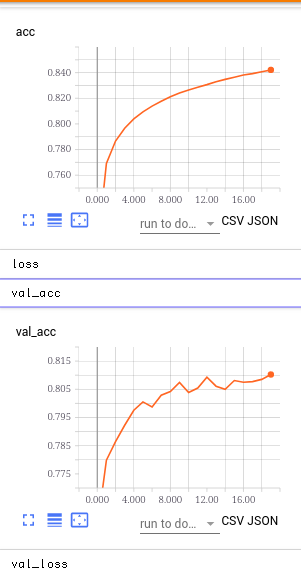 acc
0.840
0.820
0.800
0.780
0.760
0.000 4.000 8.000 12.00 16.00
run to do... CSV JSON
loss
val_acc
val_acc
0.815
0.805
0.795
0.785
0.775
0.000 4.000 8.000 12.00 16.00
run to do... CSV JSON
val_loss